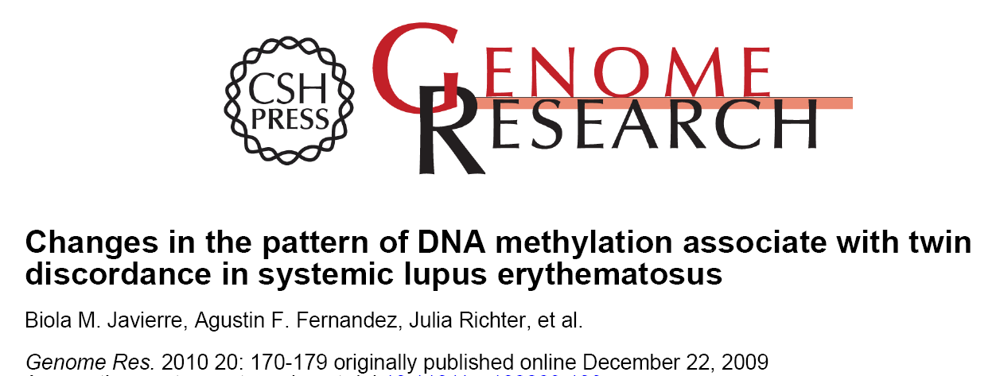 CSH
PRESS
GENOME
RESEARCH
Changes in the pattern of DNA methylation associate with twin
discordance in systemic lupus erythematosus
Biola M. Javierre, Agustin F. Fernandez, Julia Richter, et al.
Genome Res. 2010 20: 170-179 originally published online December 22, 2009